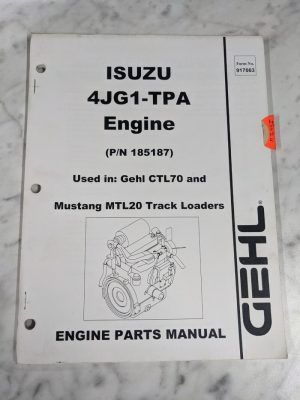 Form No.
917663
ISUZU
4JG1-TPA
Engine
(P/N 185187)
Used in: Gehl CTL70 and
Mustang MTL20 Track Loaders
GEHL®
ENGINE PARTS MANUAL